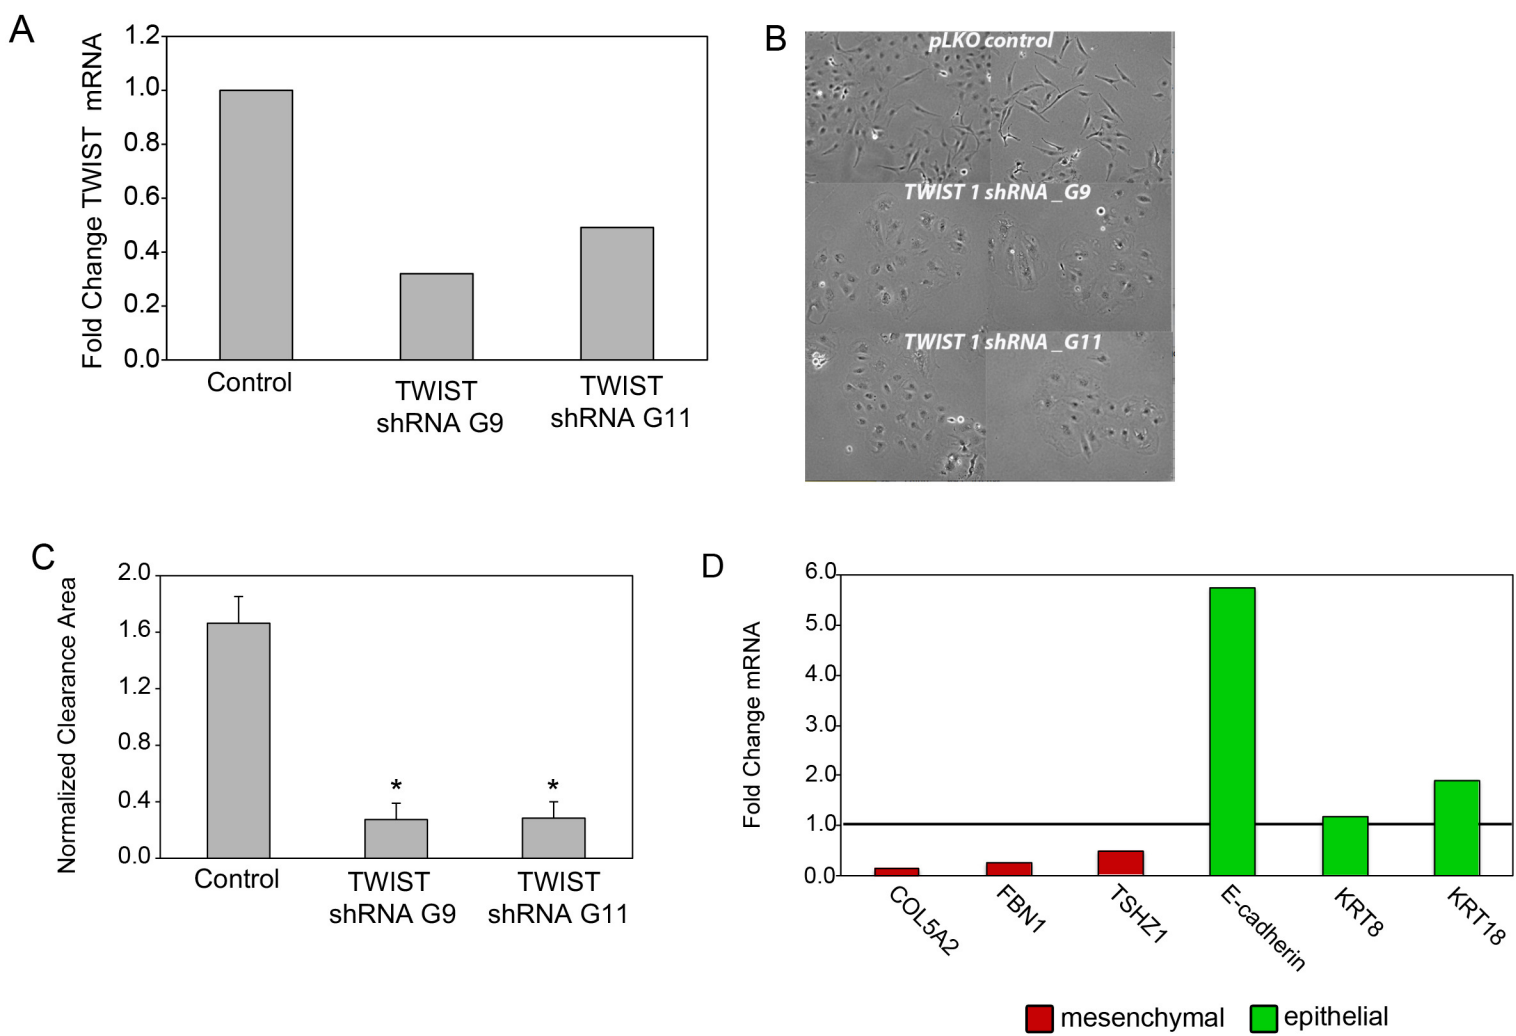 A
Fold Change TWIST mRNA
1.2
1.0
0.8
0.6
0.4
0.2
0.0
Control
TWIST
shRNA G9
TWIST
shRNA G11
B
pLKO control
TWIST 1 shRNA_G9
TWIST 1 shRNA_G11
C
Normalized Clearance Area
2.0
1.6
1.2
0.8
0.4
0.0
*
*
Control
TWIST
shRNA G9
TWIST
shRNA G11
D
Fold Change mRNA
6.0
5.0
4.0
3.0
2.0
1.0
0.0
COL5A2
FBN1
TSHZ1
E-cadherin
KRT8
KRT18
mesenchymal
epithelial